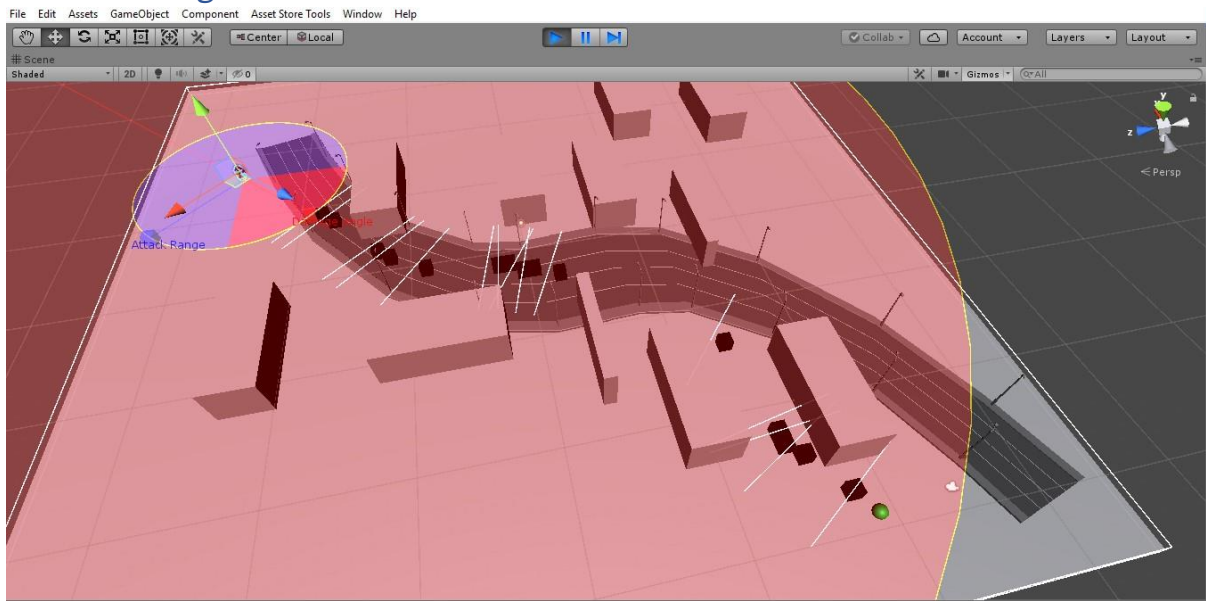 File Edit Assets GameObject Component Asset Store Tools Window Help
Center Local Collab Account Layers Layout
Scene
Shaded 2D 0 Gizmos All
y
z
Persp
Attack Range